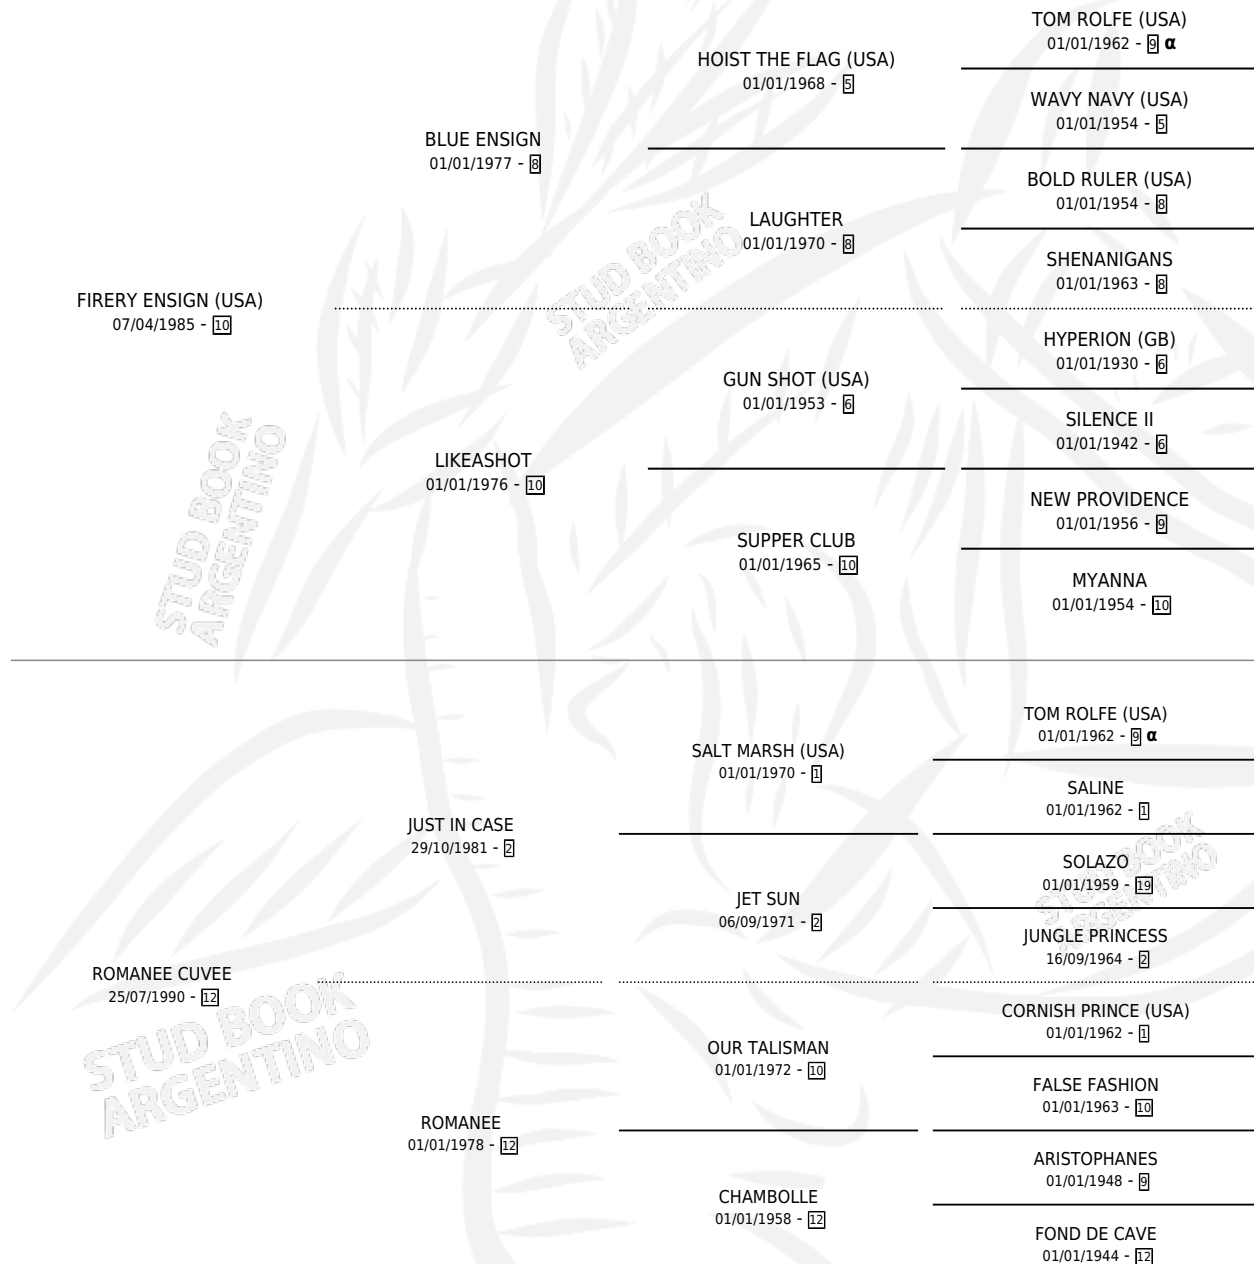 TOM ROLFE (USA)
01/01/1962 - 9 α
HOIST THE FLAG (USA)
01/01/1968 - 5
WAVY NAVY (USA)
01/01/1954 - 5
BLUE ENSIGN
01/01/1977 - 8
BOLD RULER (USA)
01/01/1954 - 8
LAUGHTER
01/01/1970 - 8
SHENANIGANS
01/01/1963 - 8
FIRERY ENSIGN (USA)
07/04/1985 - 10
HYPERION (GB)
01/01/1930 - 6
GUN SHOT (USA)
01/01/1953 - 6
SILENCE II
01/01/1942 - 6
LIKEASHOT
01/01/1976 - 10
NEW PROVIDENCE
01/01/1956 - 9
SUPPER CLUB
01/01/1965 - 10
MYANNA
01/01/1954 - 10
TOM ROLFE (USA)
01/01/1962 - 9 α
SALT MARSH (USA)
01/01/1970 - 1
SALINE
01/01/1962 - 1
JUST IN CASE
29/10/1981 - 2
SOLAZO
01/01/1959 - 19
JET SUN
06/09/1971 - 2
JUNGLE PRINCESS
16/09/1964 - 2
ROMANEE CUVEE
25/07/1990 - 12
CORNISH PRINCE (USA)
01/01/1962 - 1
OUR TALISMAN
01/01/1972 - 10
FALSE FASHION
01/01/1963 - 10
ROMANEE
01/01/1978 - 12
ARISTOPHANES
01/01/1948 - 9
CHAMBOLLE
01/01/1958 - 12
FOND DE CAVE
01/01/1944 - 12
STUD BOOK
ARGENTINO
STUD BOOK
ARGENTINO
STUD BOOK
ARGENTINO
STUD BOOK
ARGENTINO